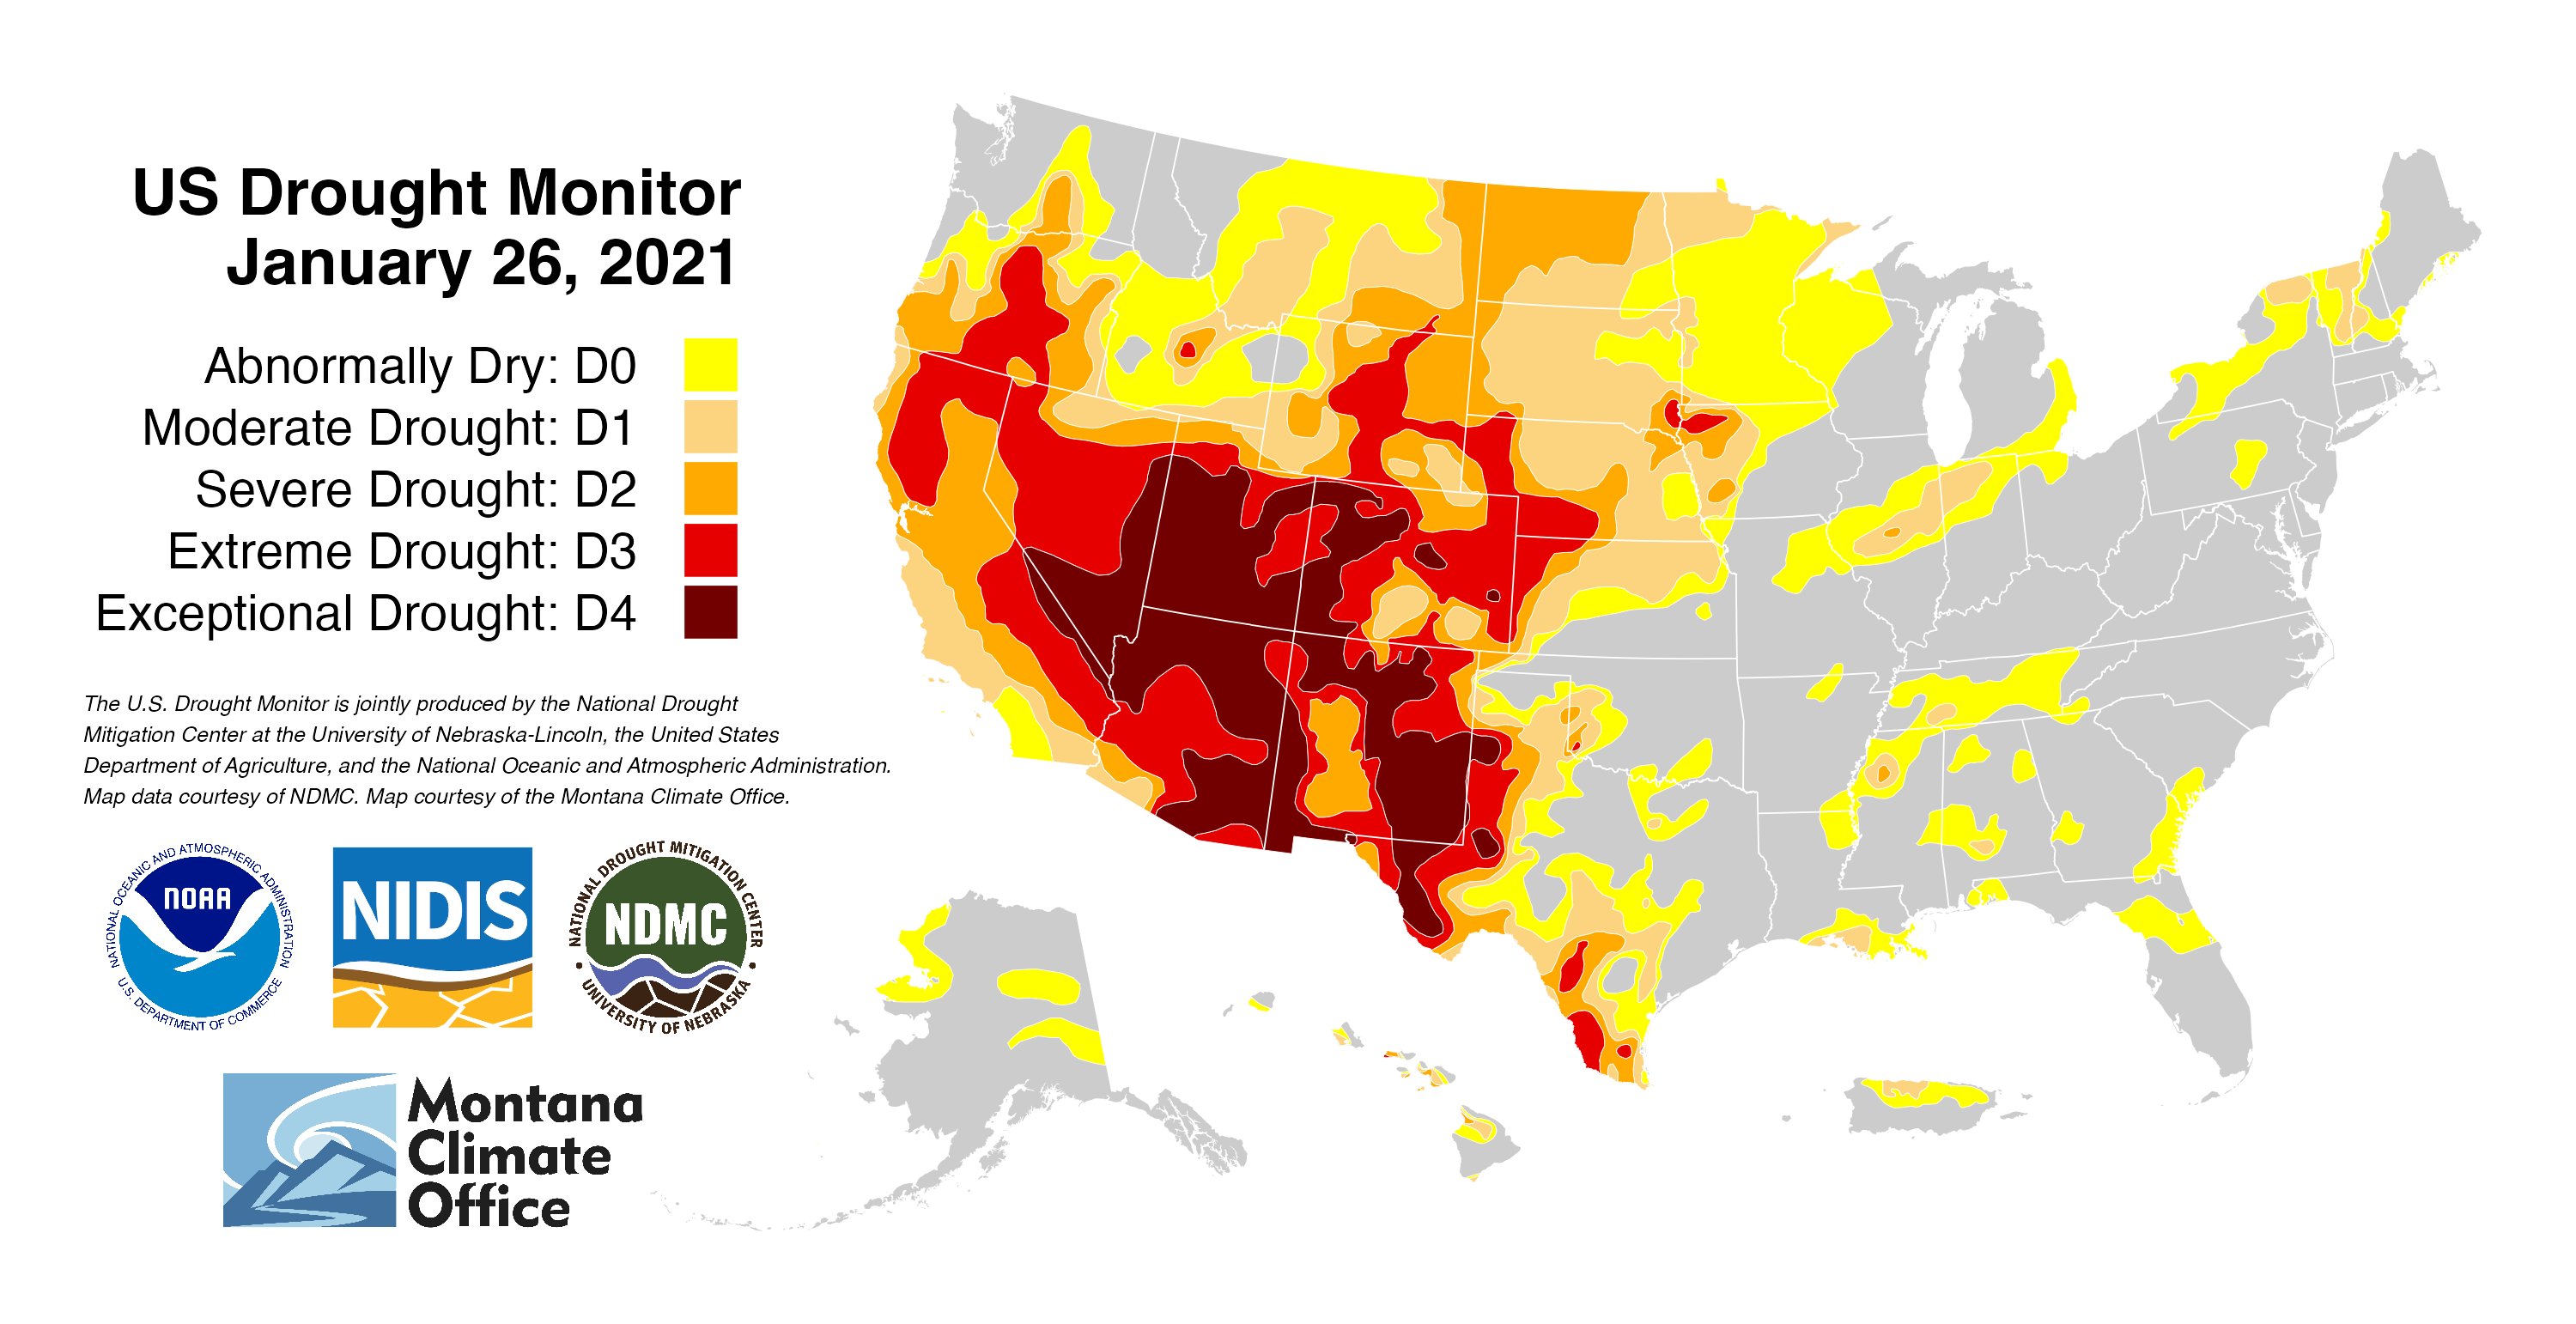 US Drought Monitor
January 26, 2021
Abnormally Dry: D0
Moderate Drought: D1
Severe Drought: D2
Extreme Drought: D3
Exceptional Drought: D4
The U.S. Drought Monitor is jointly produced by the National Drought
Mitigation Center at the University of Nebraska-Lincoln, the United States
Department of Agriculture, and the National Oceanic and Atmospheric Administration.
Map data courtesy of NDMC. Map courtesy of the Montana Climate Office.
NATIONAL OCEANIC AND ATMOSPHERIC ADMINISTRATION
NOAA
U.S. DEPARTMENT OF COMMERCE
NIDIS
NATIONAL DROUGHT MITIGATION CENTER
NDMC
• UNIVERSITY OF NEBRASKA •
Montana
Climate
Office